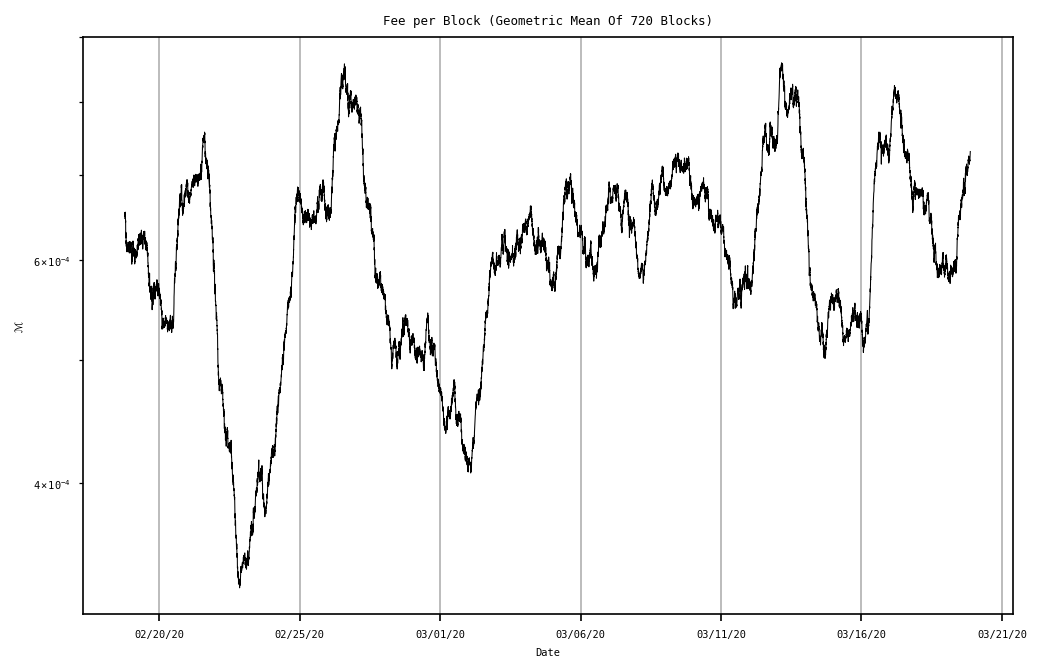 Fee per Block (Geometric Mean Of 720 Blocks)
6×10⁻⁴
ℳ
4×10⁻⁴
02/20/20 02/25/20 03/01/20 03/06/20 03/11/20 03/16/20 03/21/20
Date